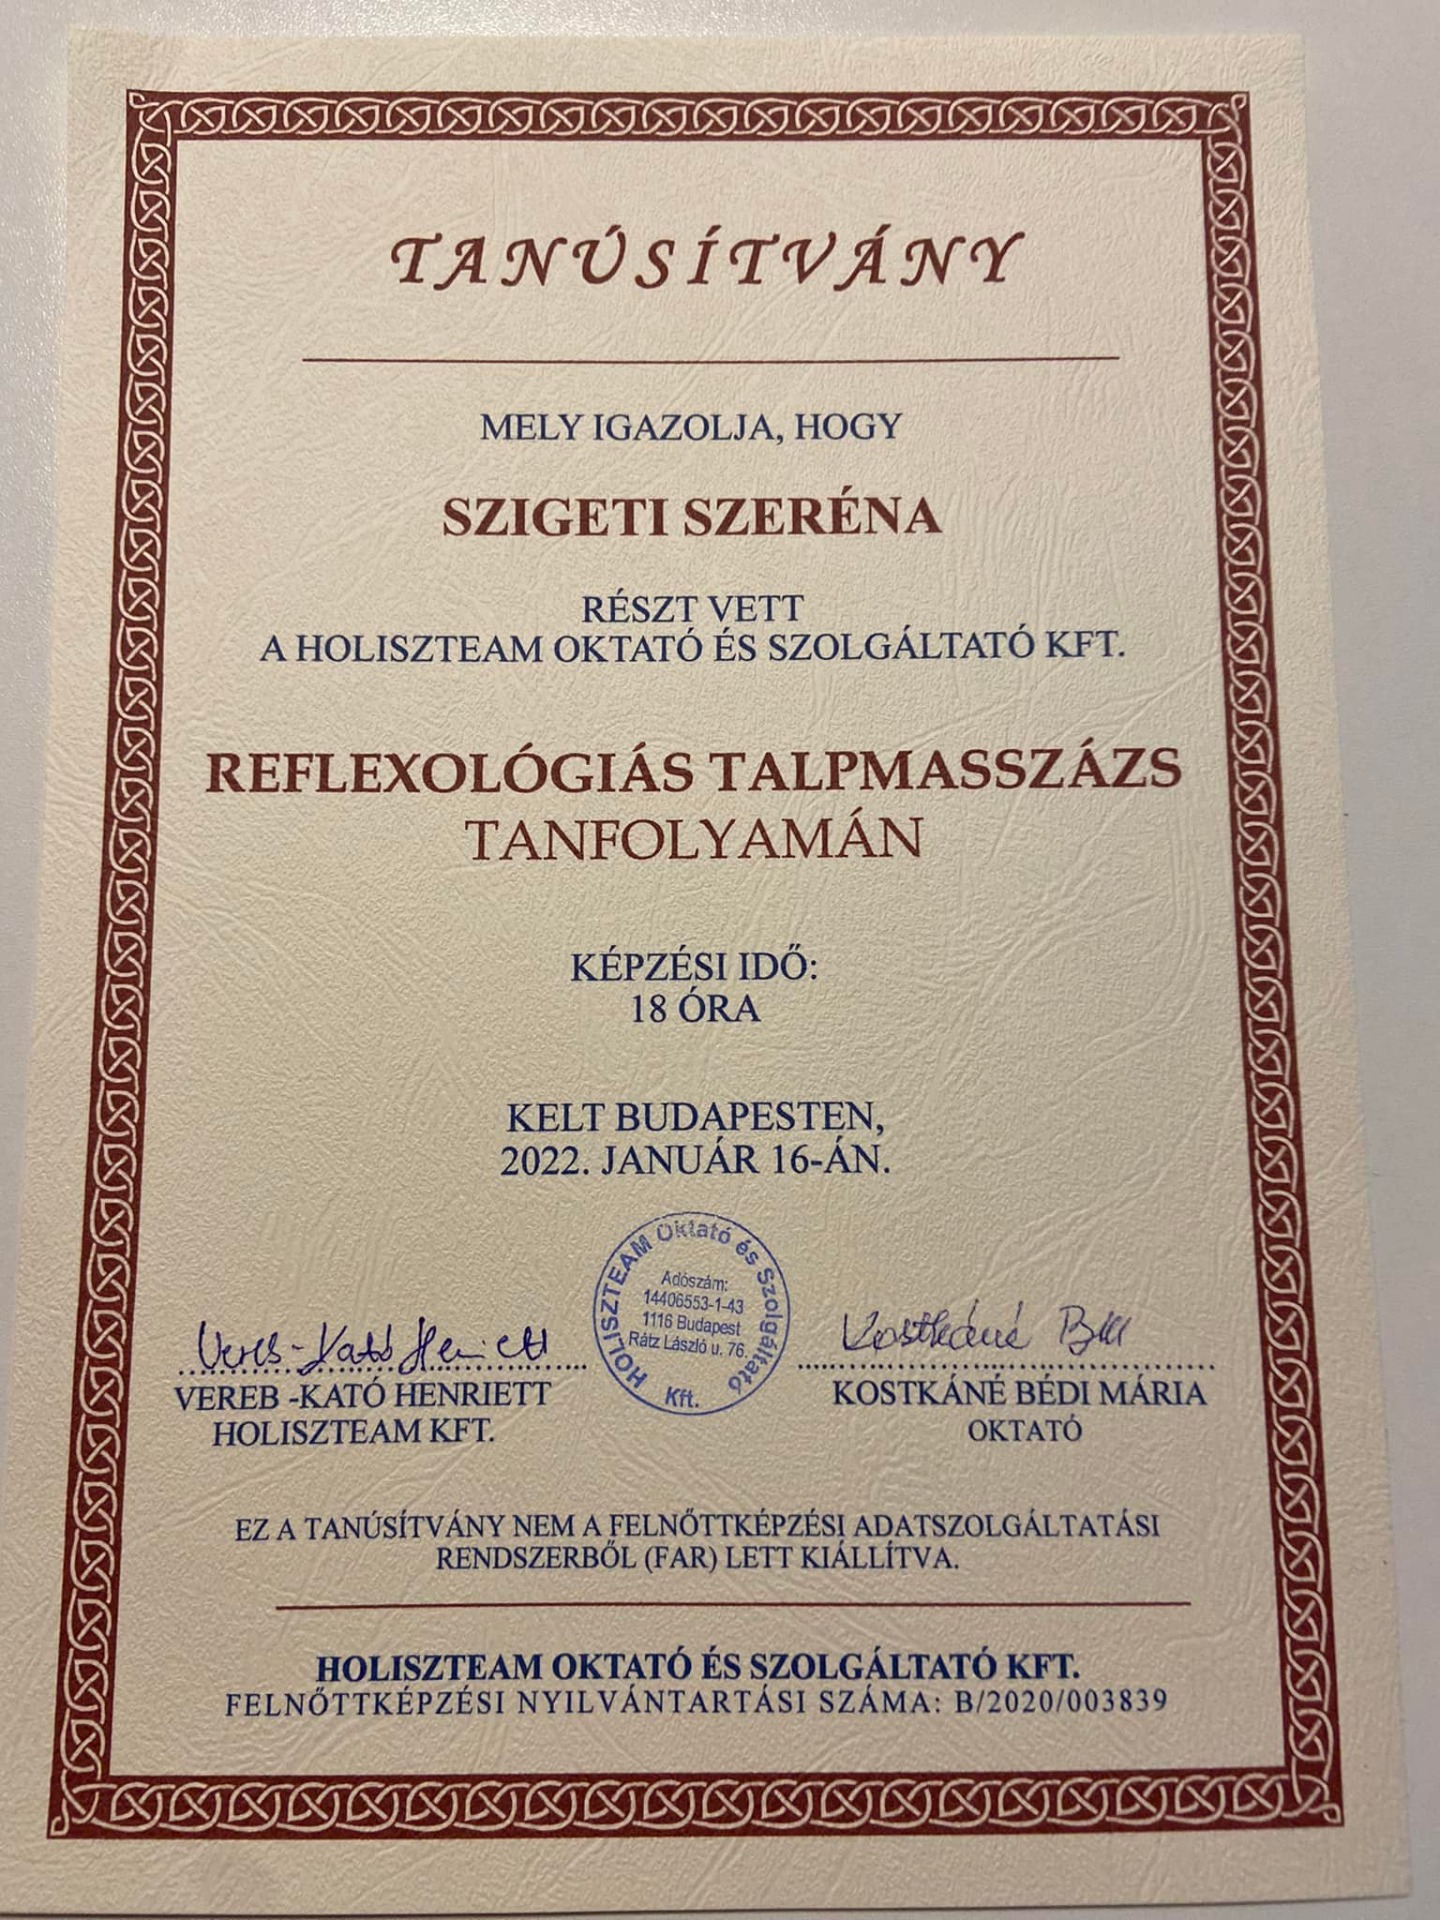 TANÚSÍTVÁNY
MELY IGAZOLJA, HOGY
SZIGETI SZERÉNA
RÉSZT VETT
A HOLISZTEAM OKTATÓ ÉS SZOLGÁLTATÓ KFT.
REFLEXOLÓGIÁS TALPMASSZÁZS
TANFOLYAMÁN
KÉPZÉSI IDŐ:
18 ÓRA
KELT BUDAPESTEN,
2022. JANUÁR 16-ÁN.
HOLISZTEAM Oktató és Szolgáltató Kft.
Adószám:
14406553-1-43
1116 Budapest
Rátz László u. 76.
VEREB -KATÓ HENRIETT
HOLISZTEAM KFT.
KOSTKÁNÉ BÉDI MÁRIA
OKTATÓ
EZ A TANÚSÍTVÁNY NEM A FELNŐTTKÉPZÉSI ADATSZOLGÁLTATÁSI
RENDSZERBŐL (FAR) LETT KIÁLLÍTVA.
HOLISZTEAM OKTATÓ ÉS SZOLGÁLTATÓ KFT.
FELNŐTTKÉPZÉSI NYILVÁNTARTÁSI SZÁMA: B/2020/003839